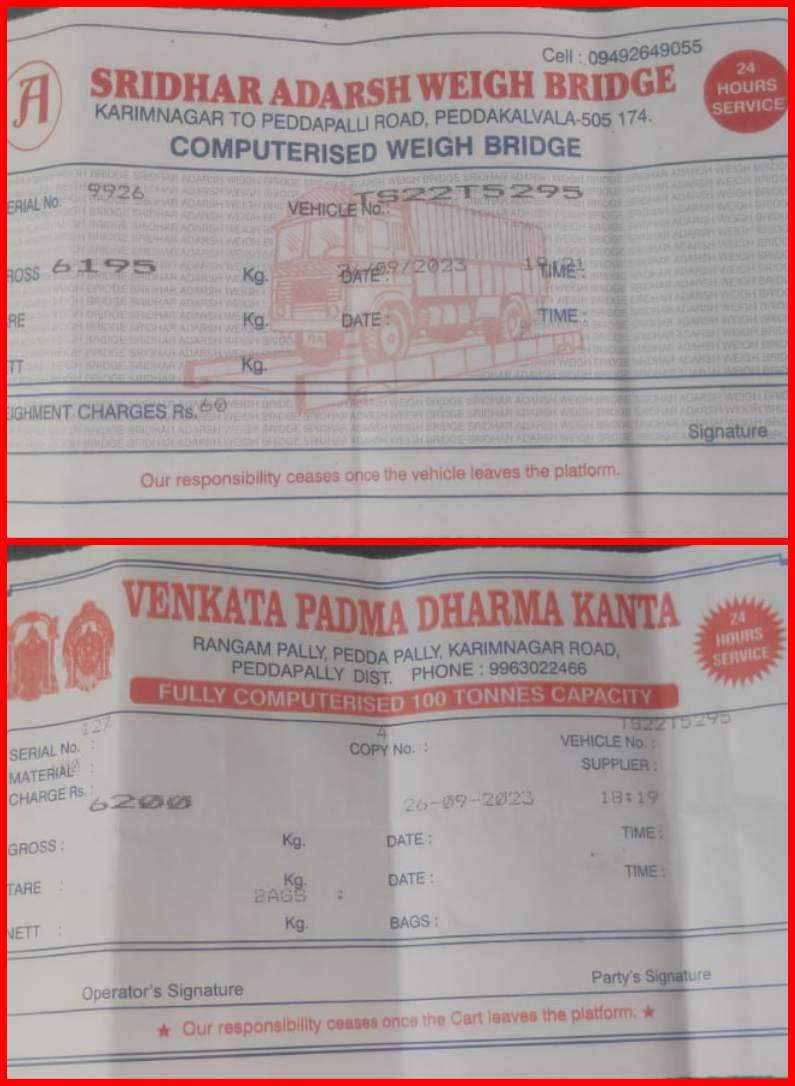 Cell : 09492649055
A
SRIDHAR ADARSH WEIGH BRIDGE
24
HOURS
SERVICE
KARIMNAGAR TO PEDDAPALLI ROAD, PEDDAKALVALA-505 174.
COMPUTERISED WEIGH BRIDGE
ERIAL No. 9926
VEHICLE No.: TS22T5295
ROSS 6195 Kg. DATE : 26/09/2023 TIME :
RE Kg. DATE : TIME :
TT Kg.
EIGHMENT CHARGES Rs. 60
Signature
Our responsibility ceases once the vehicle leaves the platform.
VENKATA PADMA DHARMA KANTA
24
HOURS
SERVICE
RANGAM PALLY, PEDDA PALLY, KARIMNAGAR ROAD,
PEDDAPALLY DIST. PHONE : 9963022466
FULLY COMPUTERISED 100 TONNES CAPACITY
127 4 TS22T5295
SERIAL No. : COPY No. : VEHICLE No. :
MATERIAL : SUPPLIER :
CHARGE Rs. :
6200 26-09-2023 18:19
GROSS : Kg. DATE : TIME :
TARE : Kg. DATE : TIME :
BAGS :
NETT : Kg. BAGS :
Operator's Signature Party's Signature
★ Our responsibility ceases once the Cart leaves the platform. ★